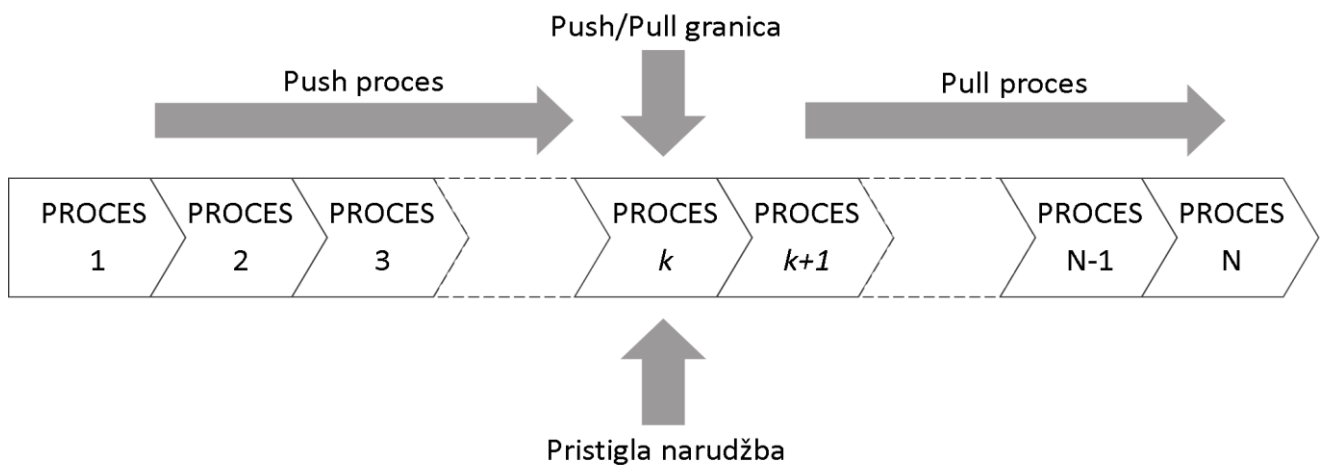 Push/Pull granica
Push proces
Pull proces
PROCES
1
PROCES
2
PROCES
3
PROCES
k
PROCES
k+1
PROCES
N-1
PROCES
N
Pristigla narudžba